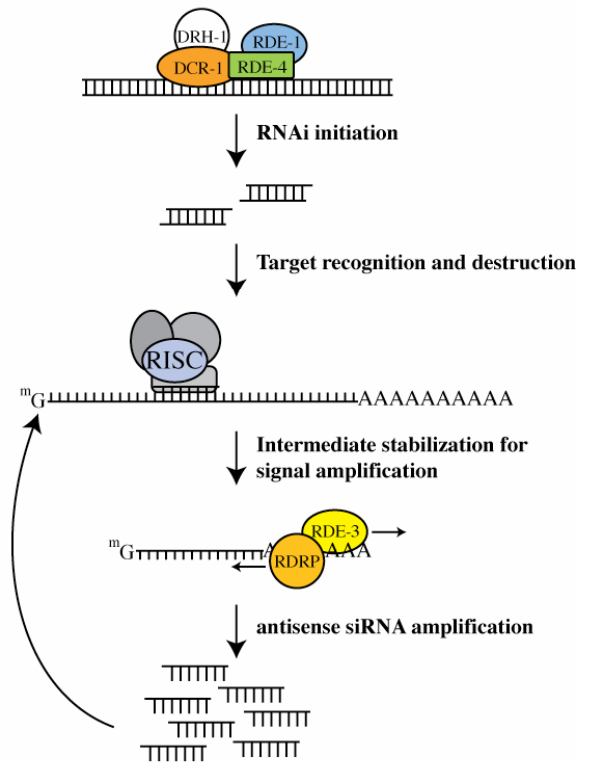 DRH-1
RDE-1
DCR-1
RDE-4
RNAi initiation
Target recognition and destruction
RISC
mG
AAAAAAAAAA
Intermediate stabilization for
signal amplification
RDE-3
mG
A
AAA
RDRP
antisense siRNA amplification